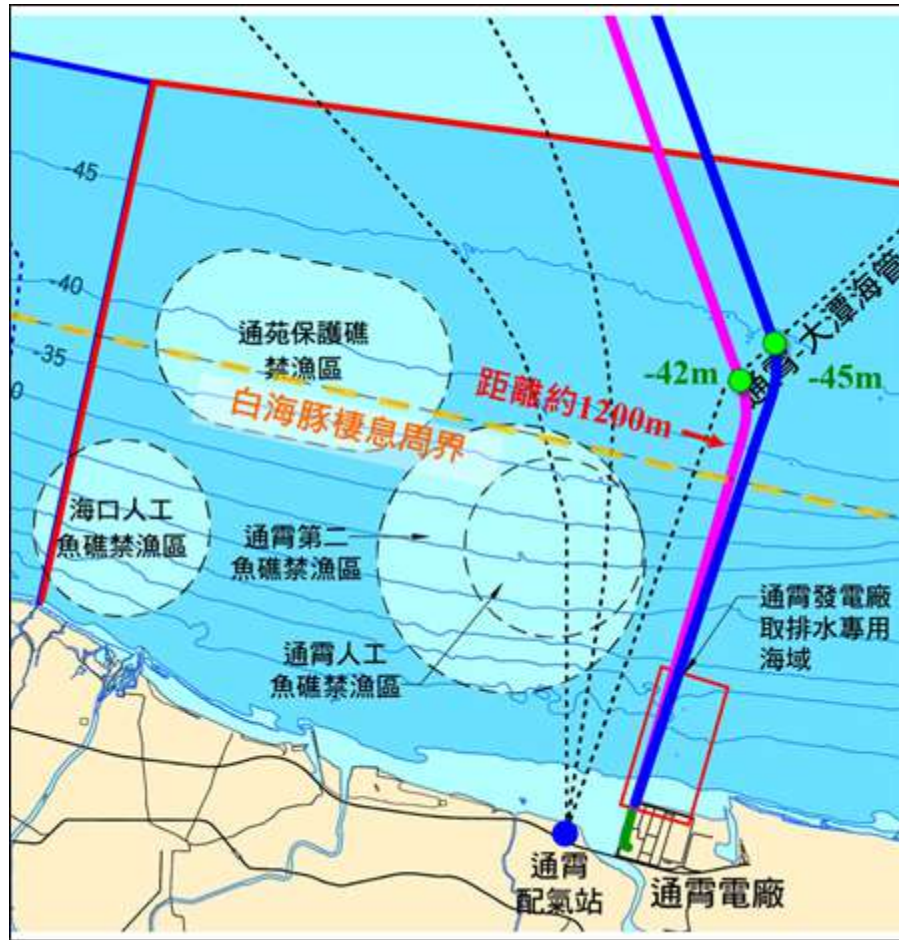 -45
-40
-35
0
通苑保護礁
禁漁區
白海豚棲息周界
距離約1200m
-42m
-45m
通霄-大潭海管
海口人工
魚礁禁漁區
通霄第二
魚礁禁漁區
通霄人工
魚礁禁漁區
通霄發電廠
取排水專用
海域
通霄
配氣站
通霄電廠